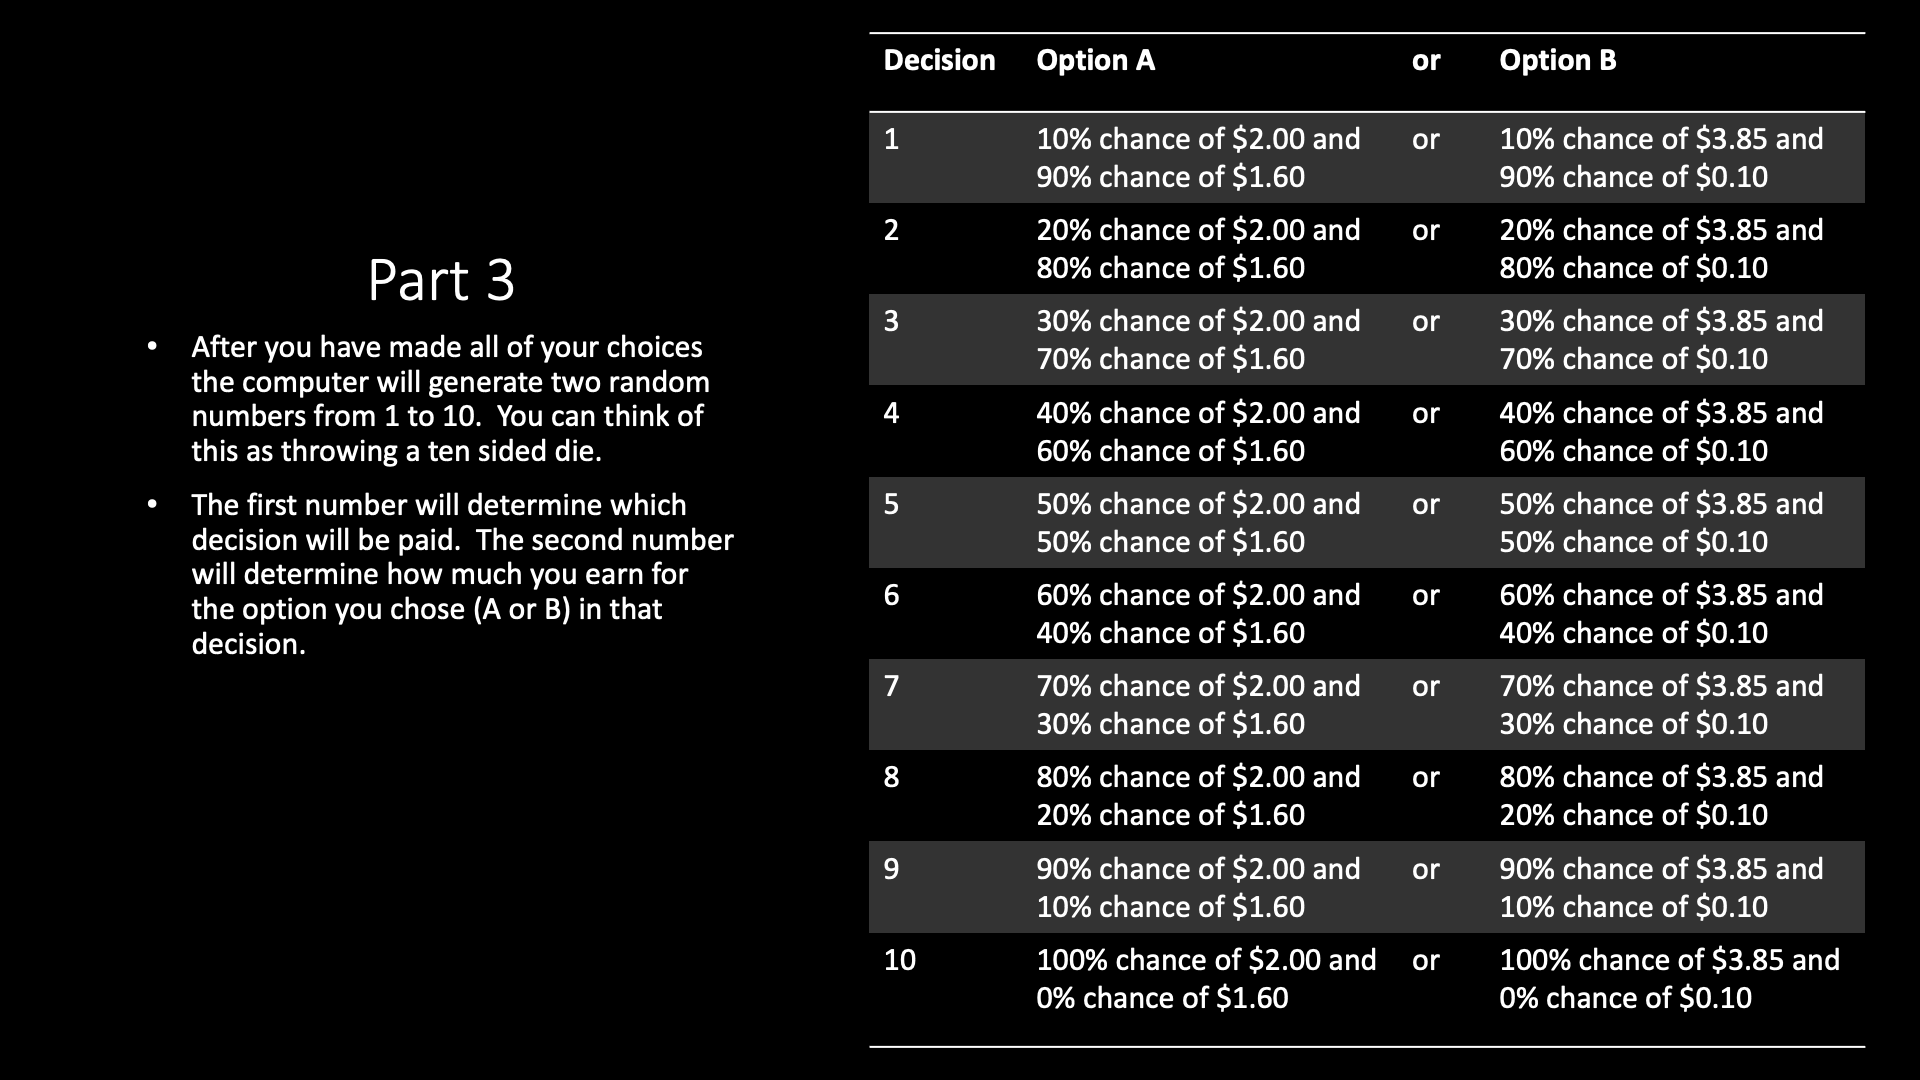 Part 3
• After you have made all of your choices
the computer will generate two random
numbers from 1 to 10.  You can think of
this as throwing a ten sided die.
• The first number will determine which
decision will be paid.  The second number
will determine how much you earn for
the option you chose (A or B) in that
decision.
Decision Option A or Option B
1 10% chance of $2.00 and or 10% chance of $3.85 and
90% chance of $1.60 90% chance of $0.10
2 20% chance of $2.00 and or 20% chance of $3.85 and
80% chance of $1.60 80% chance of $0.10
3 30% chance of $2.00 and or 30% chance of $3.85 and
70% chance of $1.60 70% chance of $0.10
4 40% chance of $2.00 and or 40% chance of $3.85 and
60% chance of $1.60 60% chance of $0.10
5 50% chance of $2.00 and or 50% chance of $3.85 and
50% chance of $1.60 50% chance of $0.10
6 60% chance of $2.00 and or 60% chance of $3.85 and
40% chance of $1.60 40% chance of $0.10
7 70% chance of $2.00 and or 70% chance of $3.85 and
30% chance of $1.60 30% chance of $0.10
8 80% chance of $2.00 and or 80% chance of $3.85 and
20% chance of $1.60 20% chance of $0.10
9 90% chance of $2.00 and or 90% chance of $3.85 and
10% chance of $1.60 10% chance of $0.10
10 100% chance of $2.00 and or 100% chance of $3.85 and
0% chance of $1.60 0% chance of $0.10